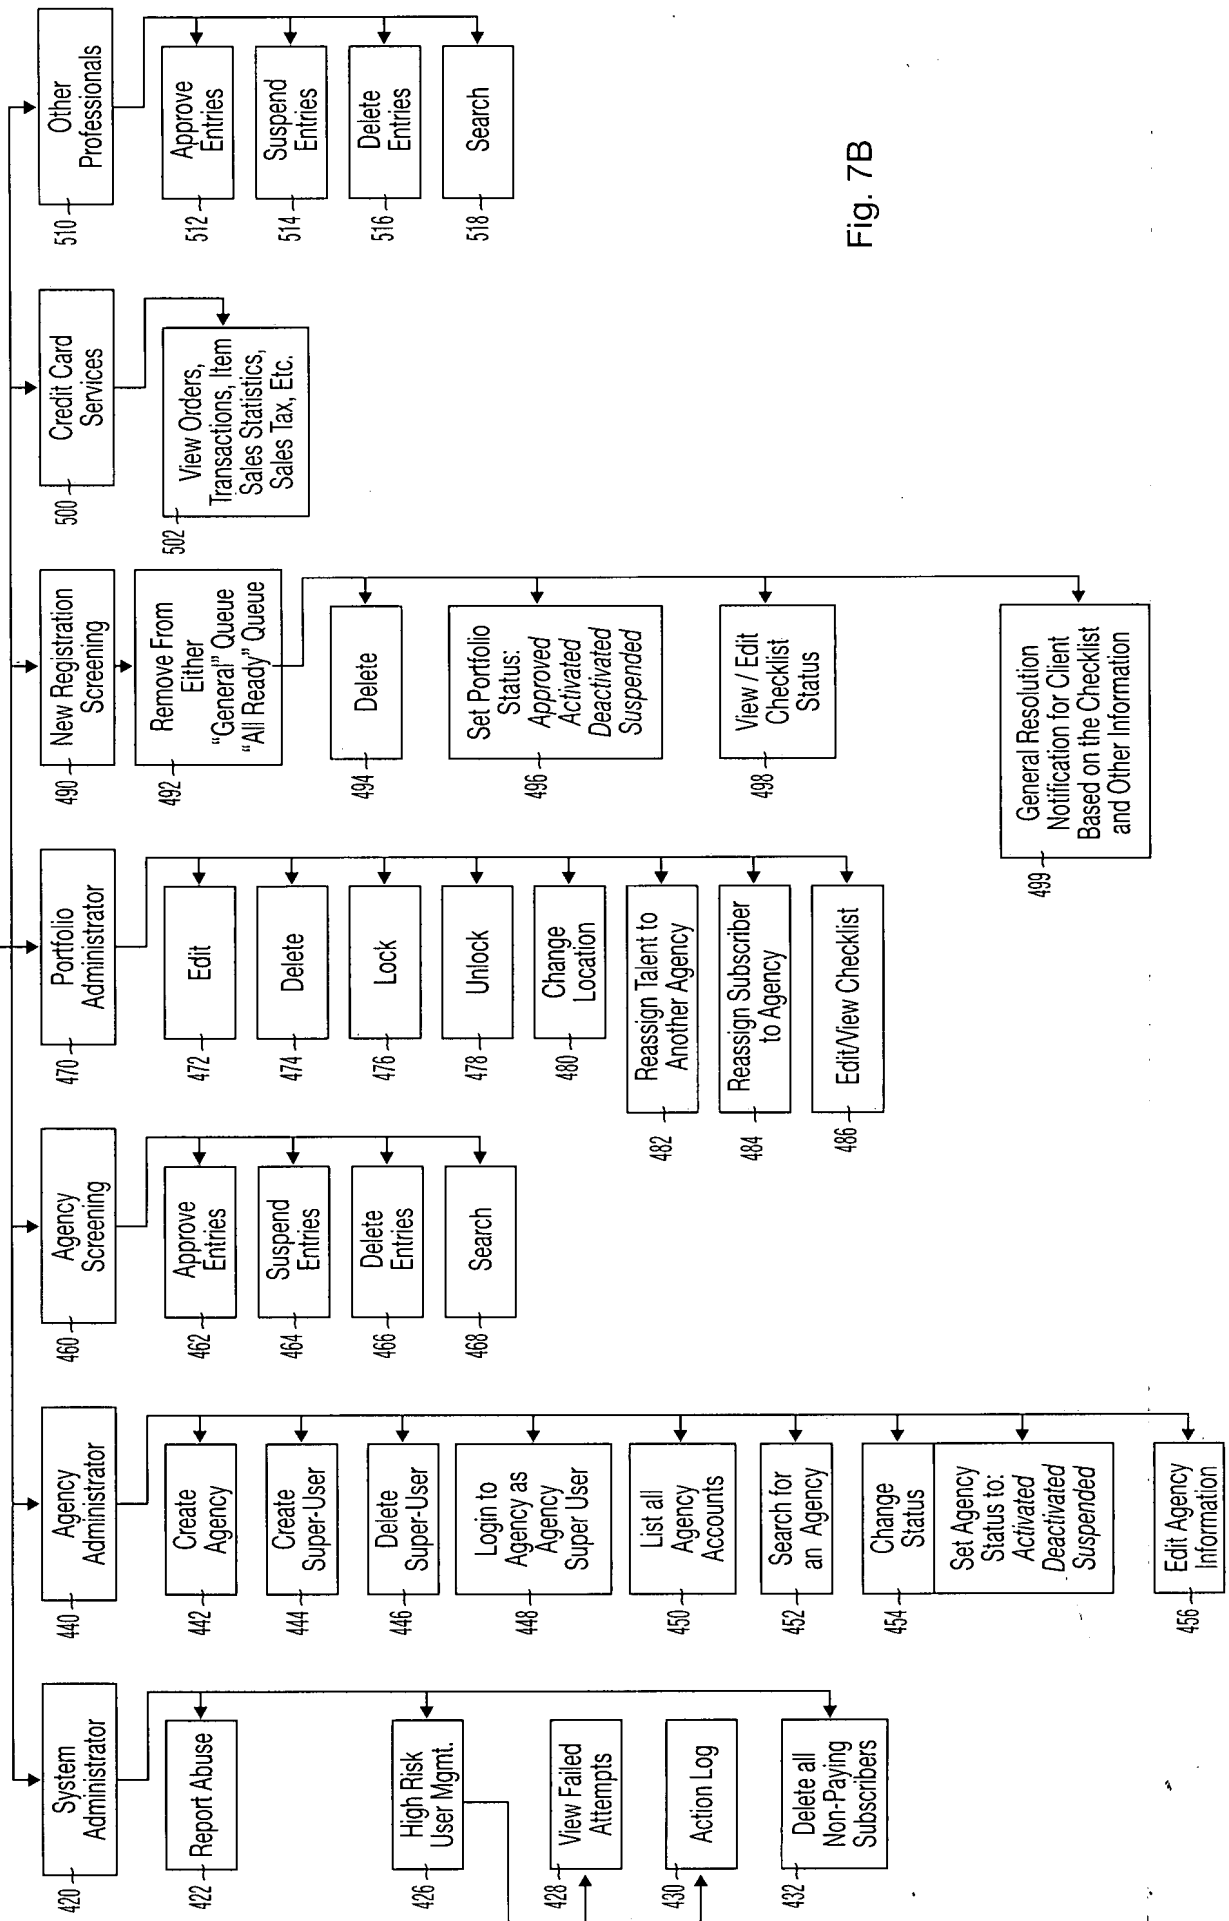 420
System
Administrator
422
Report Abuse
426
High Risk
User Mgmt.
428
View Failed
Attempts
430
Action Log
432
Delete all
Non-Paying
Subscribers
440
Agency
Administrator
442
Create
Agency
444
Create
Super-User
446
Delete
Super-User
448
Login to
Agency as
Agency
Super User
450
List all
Agency
Accounts
452
Search for
an Agency
454
Change
Status
Set Agency
Status to:
Activated
Deactivated
Suspended
456
Edit Agency
Information
460
Agency
Screening
462
Approve
Entries
464
Suspend
Entries
466
Delete
Entries
468
Search
470
Portfolio
Administrator
472
Edit
474
Delete
476
Lock
478
Unlock
480
Change
Location
482
Reassign Talent to
Another Agency
484
Reassign Subscriber
to Agency
486
Edit/View Checklist
490
New Registration
Screening
492
Remove From
Either
"General" Queue
"All Ready" Queue
494
Delete
496
Set Portfolio
Status:
Approved
Activated
Deactivated
Suspended
498
View / Edit
Checklist
Status
499
General Resolution
Notification for Client
Based on the Checklist
and Other Information
500
Credit Card
Services
502
View Orders,
Transactions, Item
Sales Statistics,
Sales Tax, Etc.
510
Other
Professionals
512
Approve
Entries
514
Suspend
Entries
516
Delete
Entries
518
Search
Fig. 7B